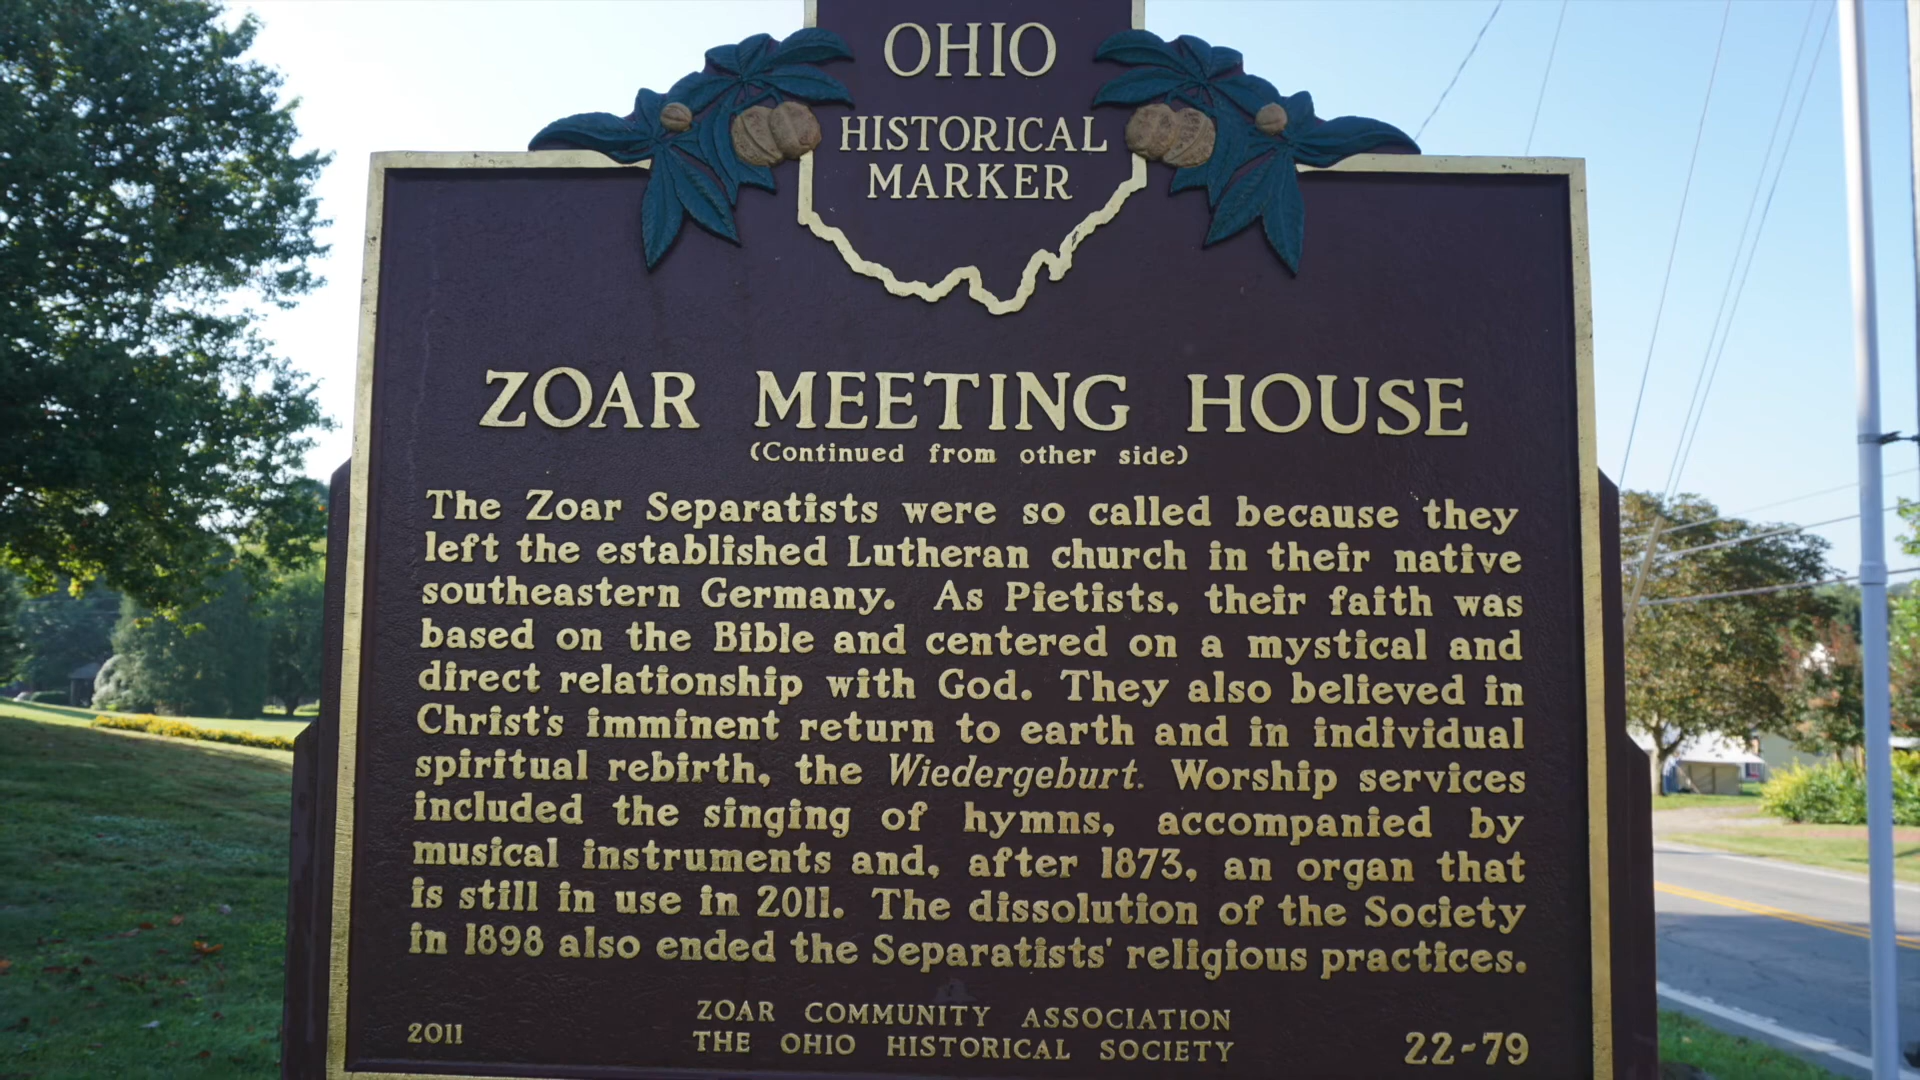 OHIO
HISTORICAL
MARKER
ZOAR MEETING HOUSE
(Continued from other side)
The Zoar Separatists were so called because they
left the established Lutheran church in their native
southeastern Germany. As Pietists, their faith was
based on the Bible and centered on a mystical and
direct relationship with God. They also believed in
Christ's imminent return to earth and in individual
spiritual rebirth, the Wiedergeburt. Worship services
included the singing of hymns, accompanied by
musical instruments and, after 1873, an organ that
is still in use in 2011. The dissolution of the Society
in 1898 also ended the Separatists' religious practices.
ZOAR COMMUNITY ASSOCIATION
2011 THE OHIO HISTORICAL SOCIETY 22-79